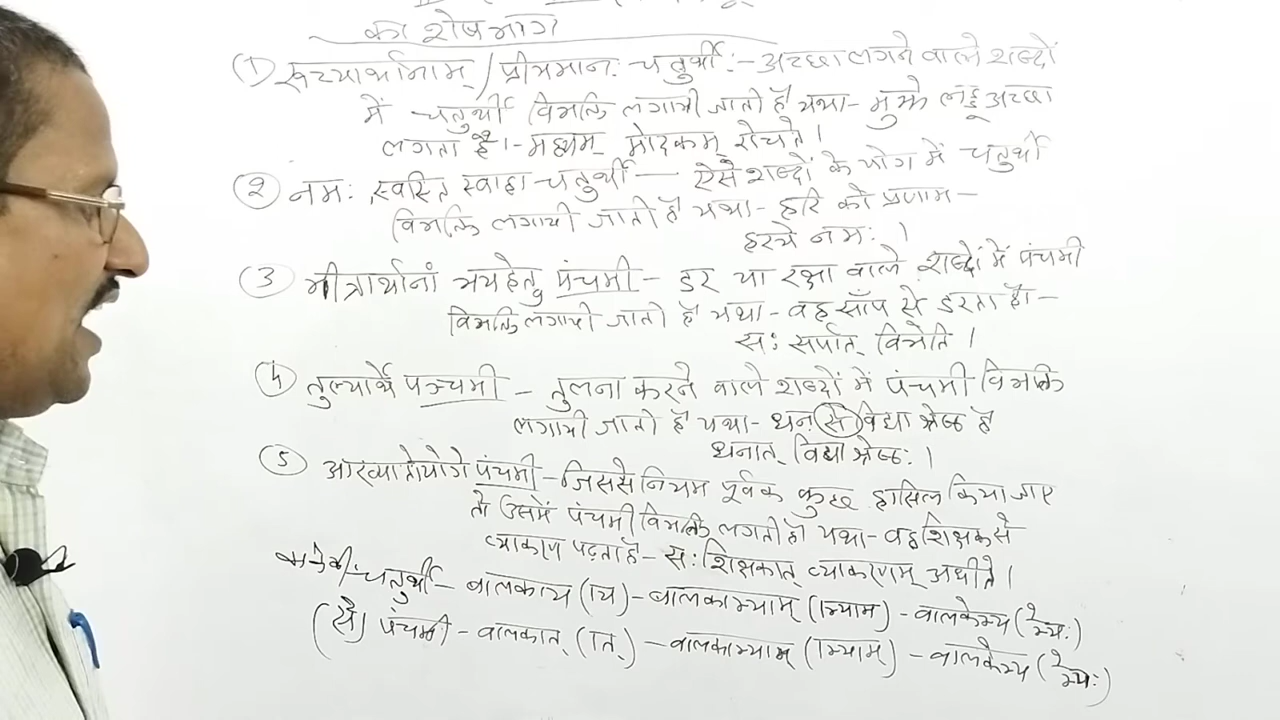 का शेषभाग
(1) रुच्यार्थानाम् / प्रीयमानः चतुर्थी:- अच्छा लगने वाले शब्दों
में चतुर्थी विभक्ति लगायी जाती है यथा- मुझे लड्डू अच्छा
लगता है।- मह्यम् मोदकम् रोचते।
(2) नमः स्वस्ति स्वाहा चतुर्थी — ऐसे शब्दों के योग में चतुर्थी
विभक्ति लगायी जाती है यथा- हरि को प्रणाम-
हरये नमः।
(3) भीत्रार्थानां भयहेतु पंचमी - डर या रक्षा वाले शब्दों में पंचमी
विभक्ति लगायी जाती है यथा- वह साँप से डरता है-
सः सर्पात् विभेति।
(4) तुल्यार्थे पञ्चमी - तुलना करने वाले शब्दों में पंचमी विभक्ति
लगायी जाती है यथा- धन से विद्या श्रेष्ठ है
धनात् विद्या श्रेष्ठः।
(5) आख्यातोयोगे पंचमी - जिससे नियम पूर्वक कुछ हासिल किया जाए
तो उसमें पंचमी विभक्ति लगती है यथा- वह शिक्षक से
व्याकरण पढ़ता है - सः शिक्षकात् व्याकरणम् अधीते।
चतुर्थी - बालकाय (ाय) - बालकाभ्याम् (ाभ्याम) - बालकेभ्य (ेभ्यः)
(से) पंचमी - बालकात् (ात्) - बालकाभ्याम् (ाभ्याम्) - बालकेभ्य (ेभ्यः)